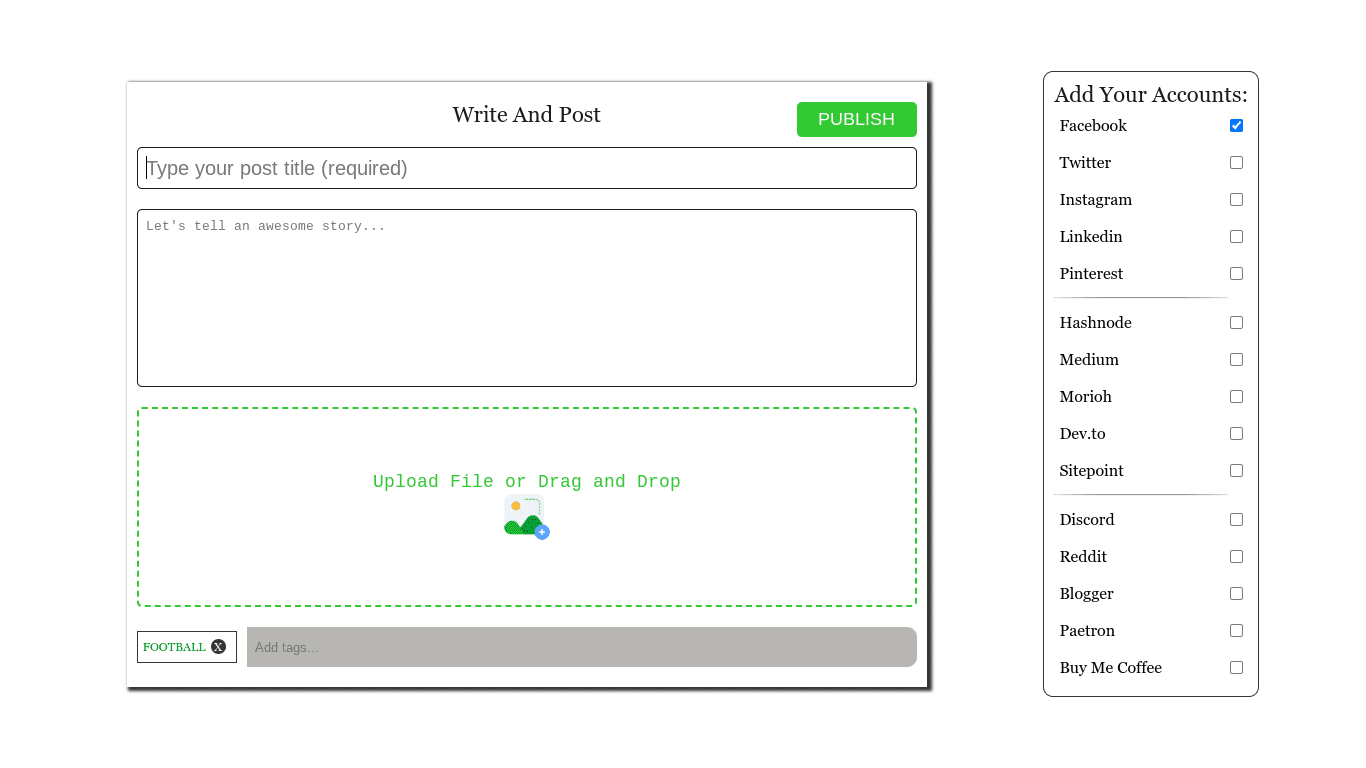 Write And Post
PUBLISH
Type your post title (required)
Let's tell an awesome story...
Upload File or Drag and Drop
FOOTBALL X
Add tags...
Add Your Accounts:
Facebook
Twitter
Instagram
Linkedin
Pinterest
Hashnode
Medium
Morioh
Dev.to
Sitepoint
Discord
Reddit
Blogger
Paetron
Buy Me Coffee